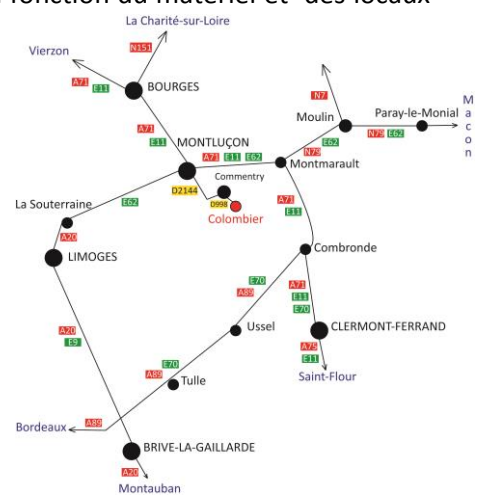 fonction du matériel et des locaux
La Charité-sur-Loire
N151
Vierzon
A71
E11
BOURGES
N7
Moulin
Paray-le-Monial
N79 E62
Macon
A71
E11
MONTLUÇON
A71 E11 E62
E62
N79
Montmarault
Commentry
D2144
D998
Colombier
La Souterraine
E62
A20
LIMOGES
A71
E11
Combronde
E70
A89
A71
E11
E70
Ussel
CLERMONT-FERRAND
A75
E11
Saint-Flour
A20
E9
E70
A89
Tulle
Bordeaux
A89
BRIVE-LA-GAILLARDE
A20
Montauban